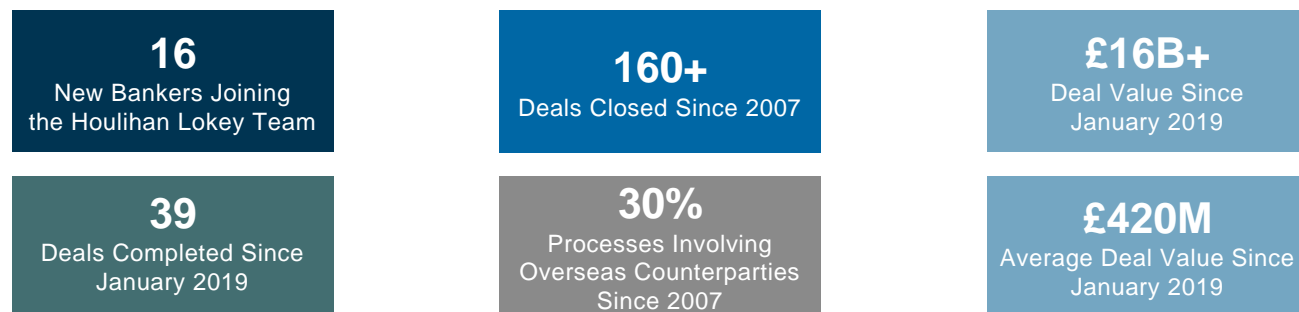 16
New Bankers Joining
the Houlihan Lokey Team
160+
Deals Closed Since 2007
£16B+
Deal Value Since
January 2019
39
Deals Completed Since
January 2019
30%
Processes Involving
Overseas Counterparties
Since 2007
£420M
Average Deal Value Since
January 2019